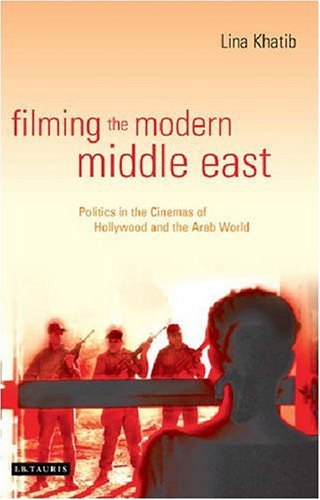 Lina Khatib
filming the modern
middle east
Politics in the Cinemas of
Hollywood and the Arab World
I.B.TAURIS